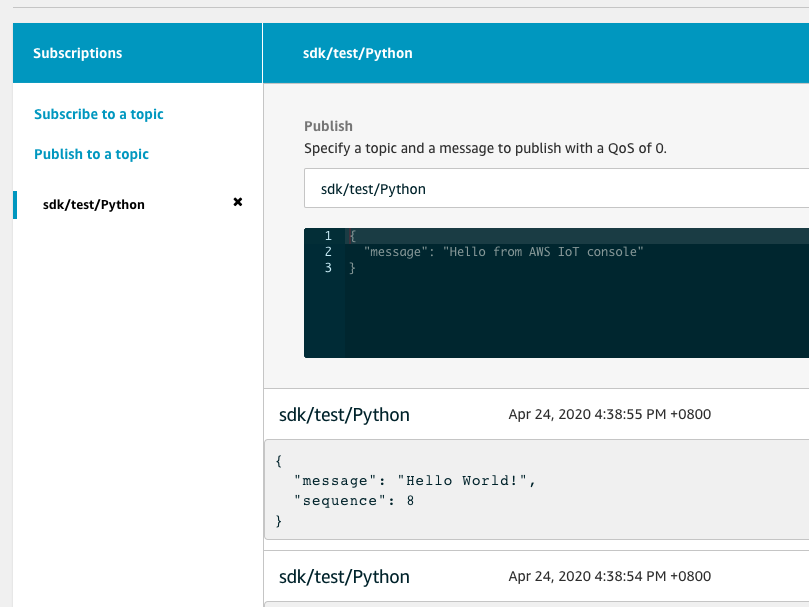 Subscriptions
sdk/test/Python
Subscribe to a topic
Publish to a topic
sdk/test/Python ✖
Publish
Specify a topic and a message to publish with a QoS of 0.
sdk/test/Python
1 {
2   "message": "Hello from AWS IoT console"
3 }
sdk/test/Python Apr 24, 2020 4:38:55 PM +0800
{
  "message": "Hello World!",
  "sequence": 8
}
sdk/test/Python Apr 24, 2020 4:38:54 PM +0800